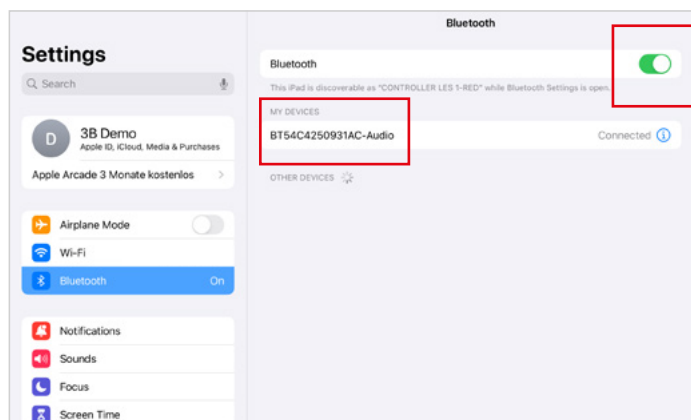 Settings
Search
D
3B Demo
Apple ID, iCloud, Media & Purchases
Apple Arcade 3 Monate kostenlos
Airplane Mode
Wi-Fi
Bluetooth
On
Notifications
Sounds
Focus
Screen Time
Bluetooth
Bluetooth
This iPad is discoverable as "CONTROLLER LES 1-RED" while Bluetooth Settings is open.
MY DEVICES
BT54C4250931AC-Audio
Connected
OTHER DEVICES